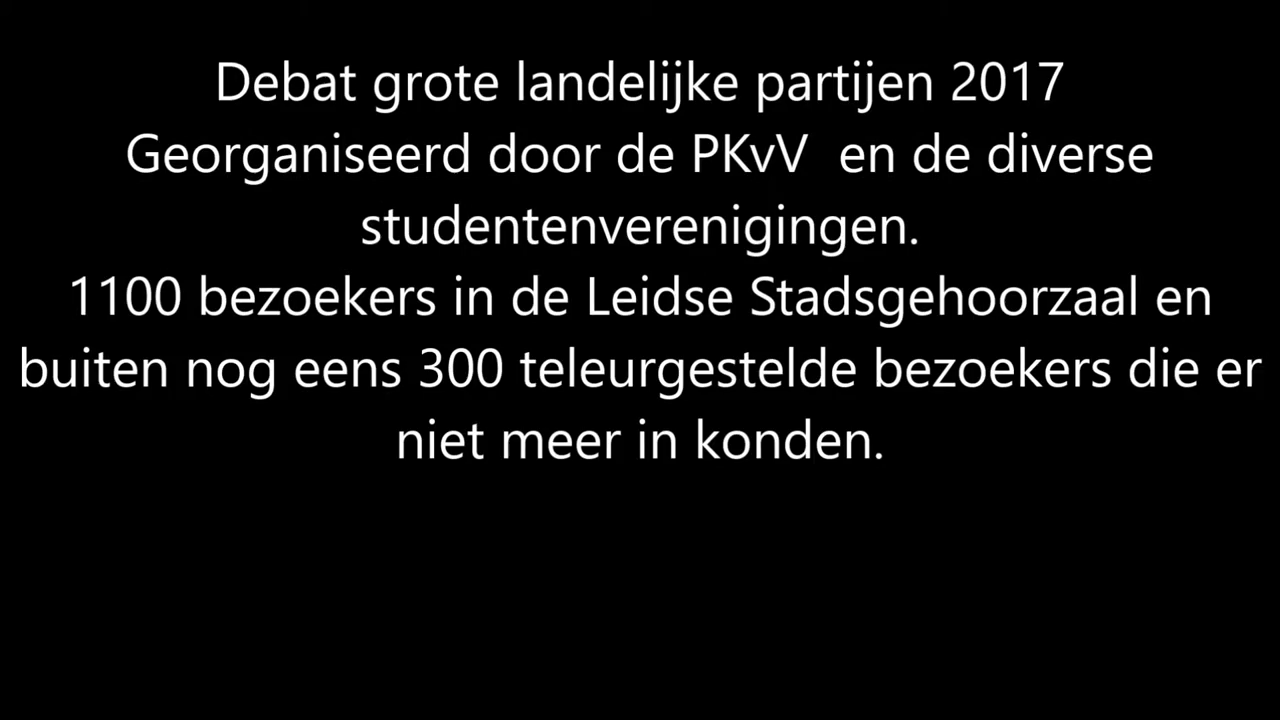 Debat grote landelijke partijen 2017
Georganiseerd door de PKvV  en de diverse
studentenverenigingen.
1100 bezoekers in de Leidse Stadsgehoorzaal en
buiten nog eens 300 teleurgestelde bezoekers die er
niet meer in konden.